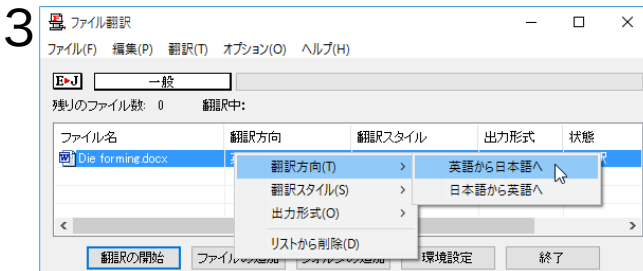 3
ファイル翻訳
ファイル(F) 編集(P) 翻訳(T) オプション(O) ヘルプ(H)
E▶J 一般
残りのファイル数: 0 翻訳中:
ファイル名 翻訳方向 翻訳スタイル 出力形式 状態
Die forming.docx
翻訳方向(T) > 英語から日本語へ
翻訳スタイル(S) > 日本語から英語へ
出力形式(O) >
リストから削除(D)
翻訳の開始 環境設定 終了